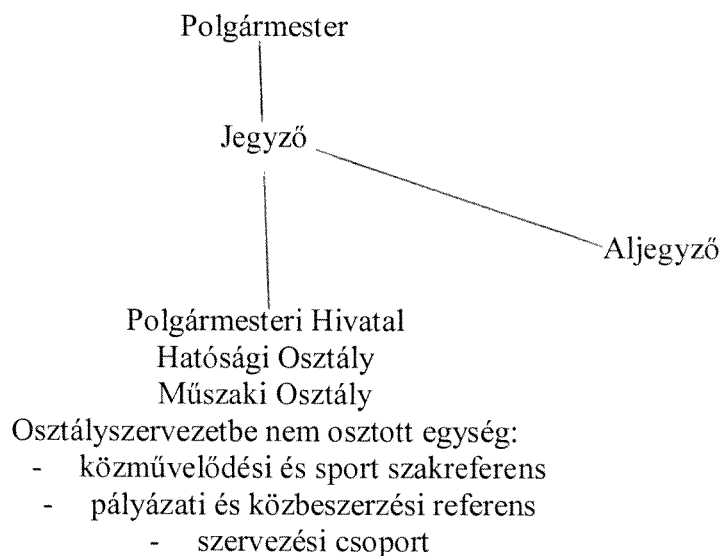 Polgármester
Jegyző
Aljegyző
Polgármesteri Hivatal
Hatósági Osztály
Műszaki Osztály
Osztályszervezetbe nem osztott egység:
- közművelődési és sport szakreferens
- pályázati és közbeszerzési referens
- szervezési csoport